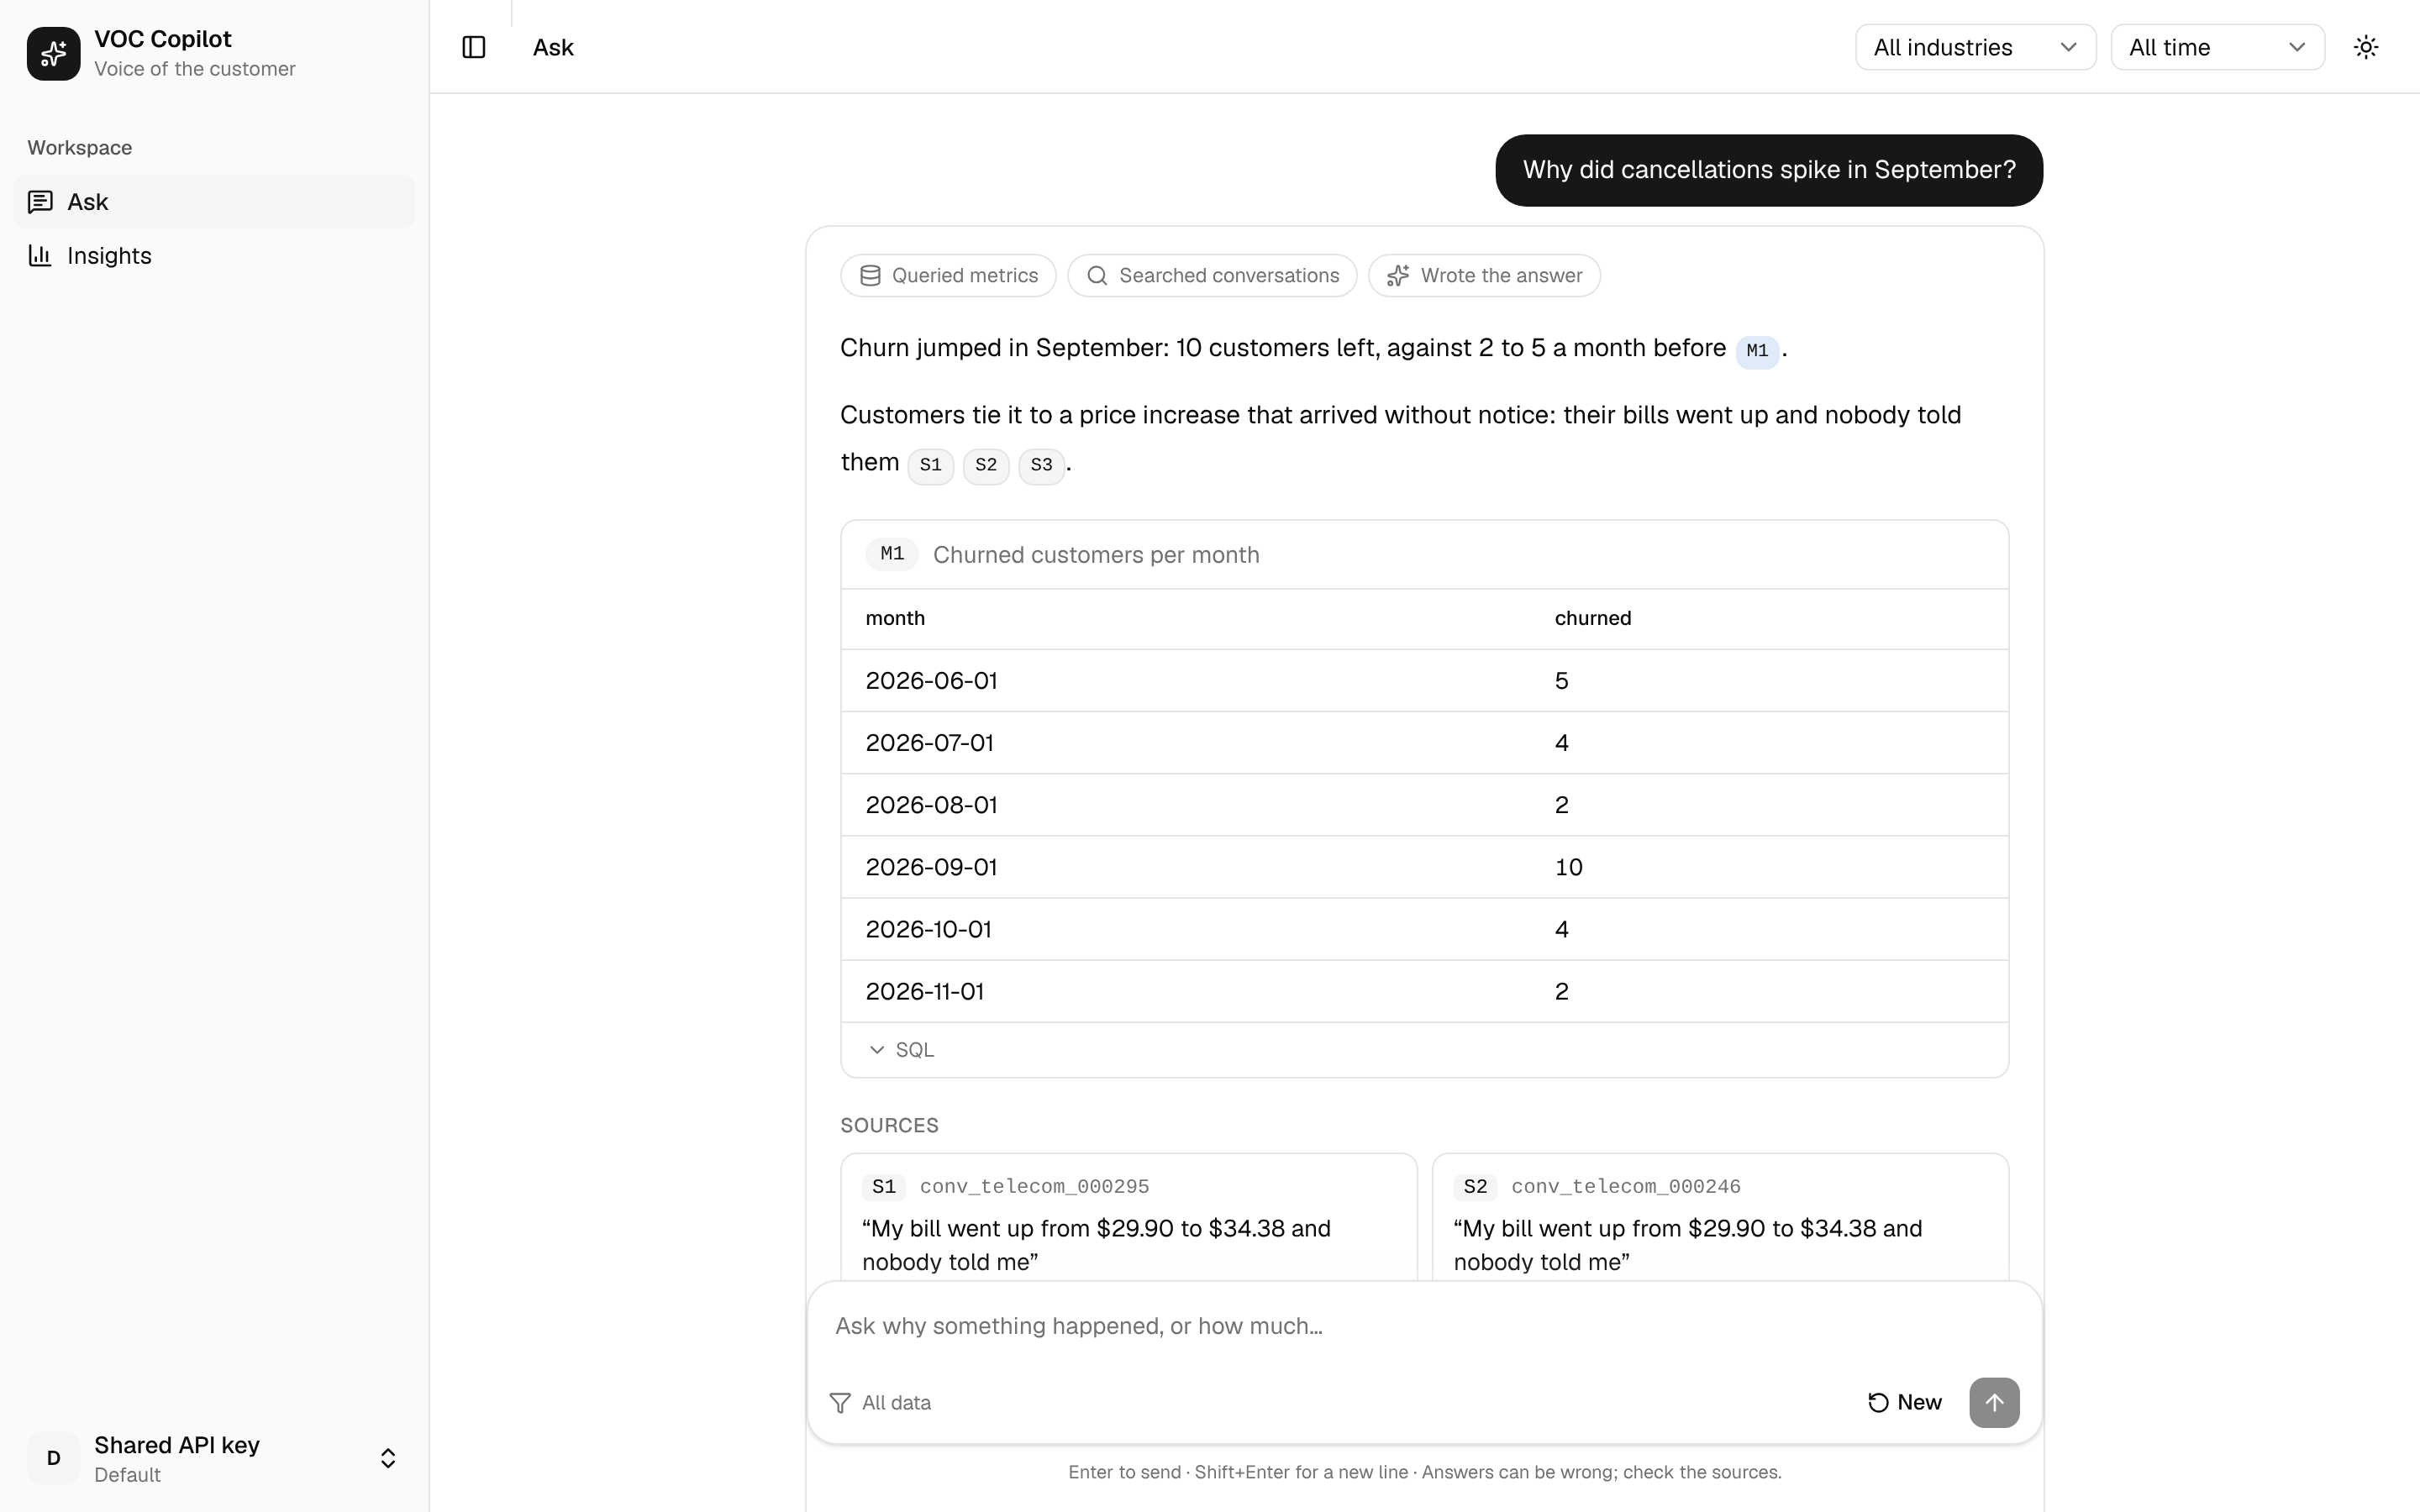 VOC Copilot
Voice of the customer
Workspace
Ask
Insights
Shared API key
D
Default
Ask
All industries
All time
Why did cancellations spike in September?
Queried metrics
Searched conversations
Wrote the answer
Churn jumped in September: 10 customers left, against 2 to 5 a month before M1.
Customers tie it to a price increase that arrived without notice: their bills went up and nobody told
them S1 S2 S3.
M1 Churned customers per month
month churned
2026-06-01 5
2026-07-01 4
2026-08-01 2
2026-09-01 10
2026-10-01 4
2026-11-01 2
SQL
SOURCES
S1 conv_telecom_000295
“My bill went up from $29.90 to $34.38 and
nobody told me”
S2 conv_telecom_000246
“My bill went up from $29.90 to $34.38 and
nobody told me”
Ask why something happened, or how much…
All data
New
Enter to send · Shift+Enter for a new line · Answers can be wrong; check the sources.